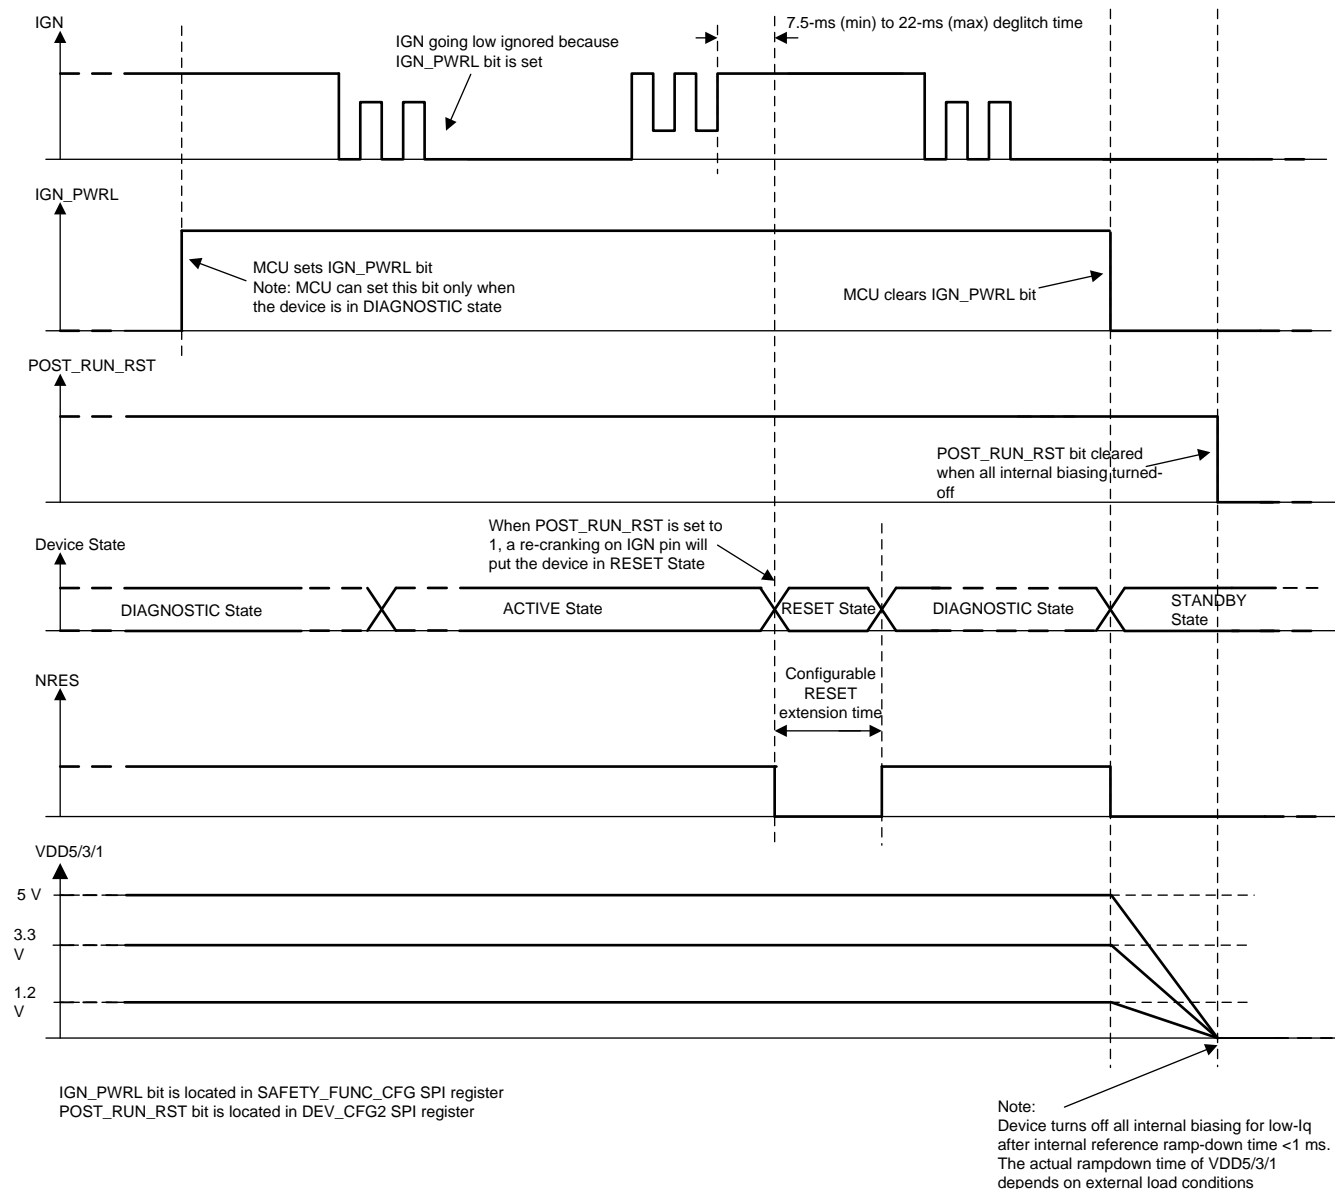 IGN
7.5-ms (min) to 22-ms (max) deglitch time
IGN going low ignored because
IGN_PWRL bit is set
IGN_PWRL
MCU sets IGN_PWRL bit
Note: MCU can set this bit only when
the device is in DIAGNOSTIC state
MCU clears IGN_PWRL bit
POST_RUN_RST
POST_RUN_RST bit cleared
when all internal biasing turned-
off
When POST_RUN_RST is set to
1, a re-cranking on IGN pin will
put the device in RESET State
Device State
DIAGNOSTIC State
ACTIVE State
RESET State
DIAGNOSTIC State
STANDBY
State
NRES
Configurable
RESET
extension time
VDD5/3/1
5 V
3.3
V
1.2
V
IGN_PWRL bit is located in SAFETY_FUNC_CFG SPI register
POST_RUN_RST bit is located in DEV_CFG2 SPI register
Note:
Device turns off all internal biasing for low-Iq
after internal reference ramp-down time <1 ms.
The actual rampdown time of VDD5/3/1
depends on external load conditions